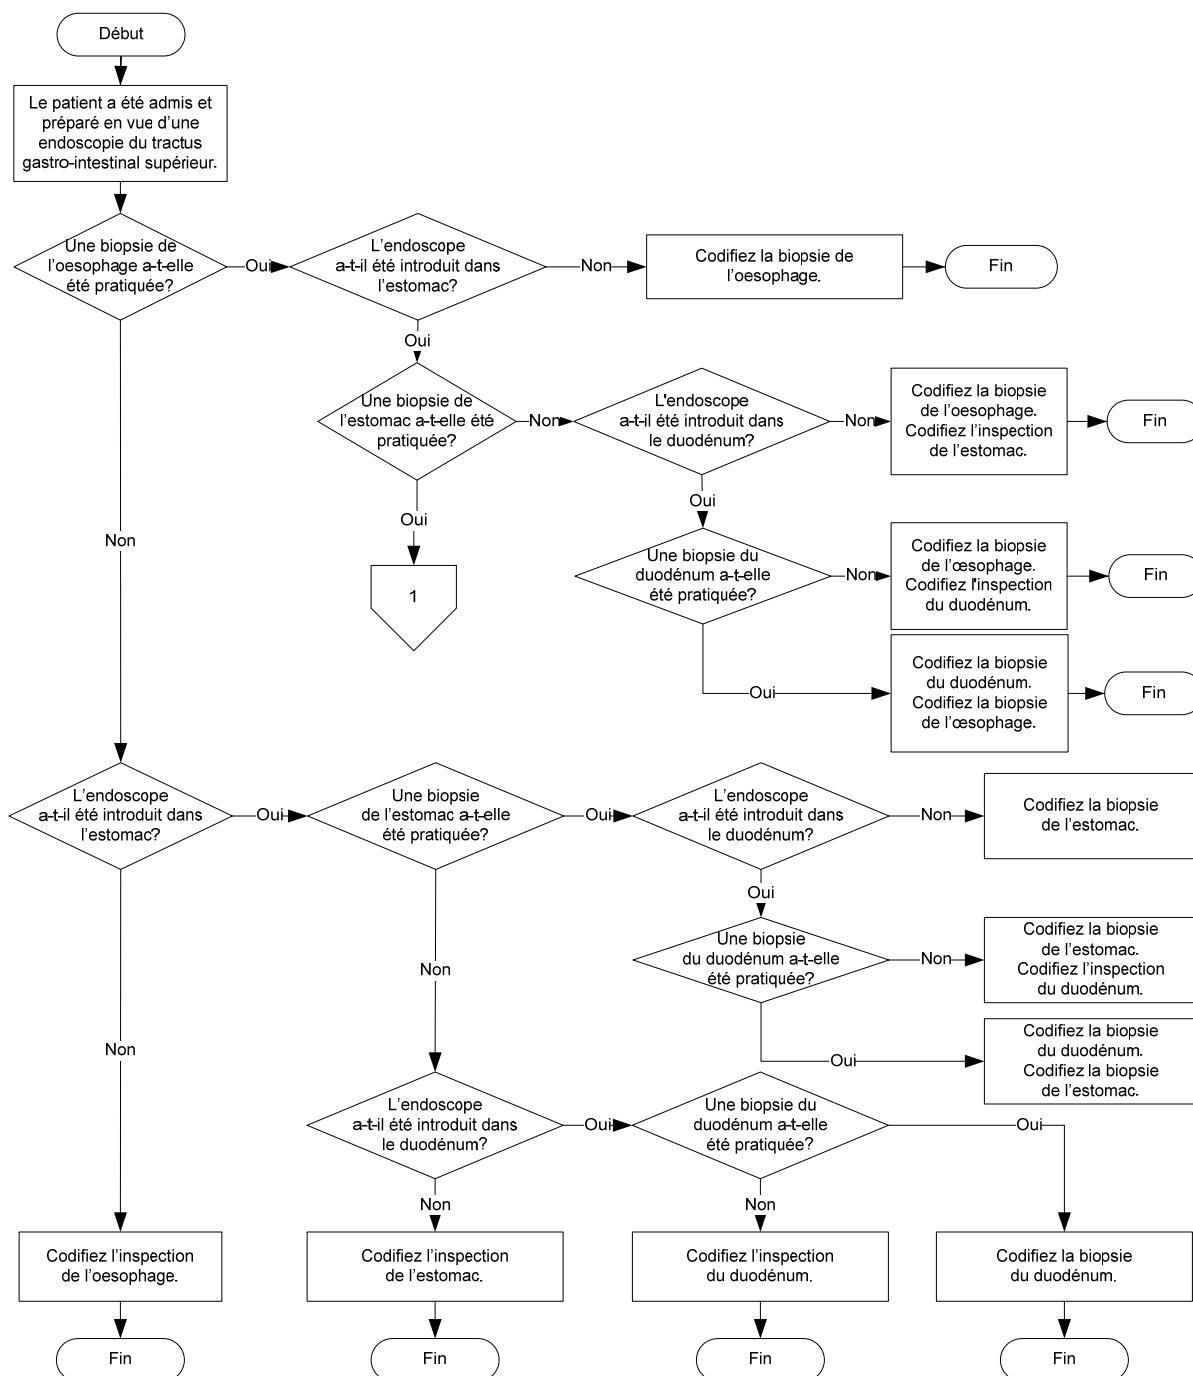 Début
Le patient a été admis et
préparé en vue d’une
endoscopie du tractus
gastro-intestinal supérieur.
Une biopsie de
l’oesophage a-t-elle
été pratiquée?
Oui
L’endoscope
a-t-il été introduit dans
l’estomac?
Non
Codifiez la biopsie de
l’oesophage.
Fin
Oui
Une biopsie de
l’estomac a-t-elle été
pratiquée?
Non
L'endoscope
a-t-il été introduit dans
le duodénum?
Non
Codifiez la biopsie
de l’oesophage.
Codifiez l’inspection
de l’estomac.
Fin
Oui
Oui
Non
1
Une biopsie du
duodénum a-t-elle
été pratiquée?
Non
Codifiez la biopsie
de l’œsophage.
Codifiez l'inspection
du duodénum.
Fin
Oui
Codifiez la biopsie
du duodénum.
Codifiez la biopsie
de l’œsophage.
Fin
L’endoscope
a-t-il été introduit dans
l’estomac?
Oui
Une biopsie
de l’estomac a-t-elle
été pratiquée?
Oui
L’endoscope
a-t-il été introduit dans
le duodénum?
Non
Codifiez la biopsie
de l’estomac.
Oui
Une biopsie
du duodénum a-t-elle
été pratiquée?
Non
Codifiez la biopsie
de l’estomac.
Codifiez l’inspection
du duodénum.
Non
Non
Oui
Codifiez la biopsie
du duodénum.
Codifiez la biopsie
de l’estomac.
L’endoscope
a-t-il été introduit dans
le duodénum?
Oui
Une biopsie du
duodénum a-t-elle
été pratiquée?
Oui
Non
Non
Codifiez l’inspection
de l’oesophage.
Codifiez l’inspection
de l’estomac.
Codifiez l’inspection
du duodénum.
Codifiez la biopsie
du duodénum.
Fin
Fin
Fin
Fin